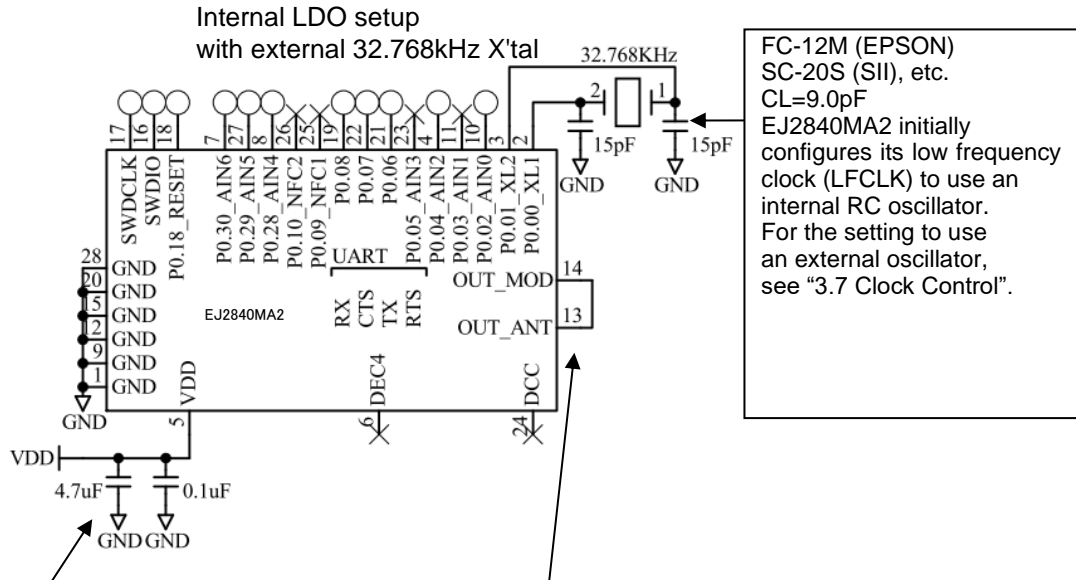 Internal LDO setup
with external 32.768kHz X'tal
32.768KHz
2 1
15pF 15pF
GND GND
FC-12M (EPSON)
SC-20S (SII), etc.
CL=9.0pF
EJ2840MA2 initially
configures its low frequency
clock (LFCLK) to use an
internal RC oscillator.
For the setting to use
an external oscillator,
see “3.7 Clock Control”.
17 16 18 7 27 8 26 25 19 22 21 23 4 11 10 3 2
SWDCLK
SWDIO
P0.18_RESET
P0.30_AIN6
P0.29_AIN5
P0.28_AIN4
P0.10_NFC2
P0.09_NFC1
P0.08
P0.07
P0.06
P0.05_AIN3
P0.04_AIN2
P0.03_AIN1
P0.02_AIN0
P0.01_XL2
P0.00_XL1
UART
RX
CTS
TX
RTS
28 GND
20 GND
15 GND
12 GND
9 GND
1 GND
GND
EJ2840MA2
OUT_MOD 14
OUT_ANT 13
VDD
5
DEC4
6
DCC
24
VDD
4.7uF 0.1uF
GND GND